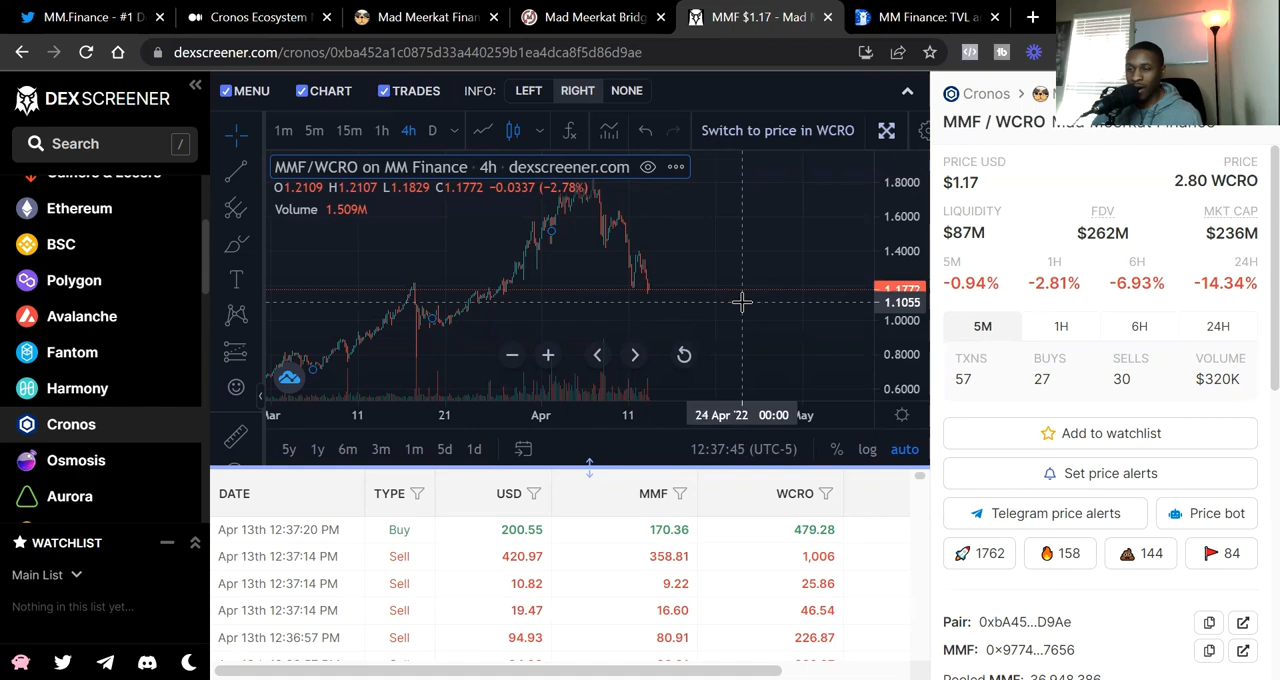 MM.Finance - #1 D
Cronos Ecosystem
Mad Meerkat Finan
Mad Meerkat Bridg
MMF $1.17 - Mad
MM Finance: TVL a
dexscreener.com/cronos/0xba452a1c0875d33a440259b1ea4dca8f5d86d9ae
DEX SCREENER
Search /
Gainers & Losers
Ethereum
BSC
Polygon
Avalanche
Fantom
Harmony
Cronos
Osmosis
Aurora
WATCHLIST
Main List
Nothing in this list yet...
MENU CHART TRADES INFO: LEFT RIGHT NONE
1m 5m 15m 1h 4h D Switch to price in WCRO
MMF/WCRO on MM Finance · 4h · dexscreener.com
O1.2109 H1.2107 L1.1829 C1.1772 -0.0337 (-2.78%)
Volume 1.509M
1.8000
1.6000
1.4000
1.1772
1.1055
1.0000
0.8000
0.6000
Mar 11 21 Apr 11 24 Apr '22 00:00 May
5y 1y 6m 3m 1m 5d 1d 12:37:45 (UTC-5) % log auto
DATE TYPE USD MMF WCRO
Apr 13th 12:37:20 PM Buy 200.55 170.36 479.28
Apr 13th 12:37:14 PM Sell 420.97 358.81 1,006
Apr 13th 12:37:14 PM Sell 10.82 9.22 25.86
Apr 13th 12:37:14 PM Sell 19.47 16.60 46.54
Apr 13th 12:36:57 PM Sell 94.93 80.91 226.87
Cronos
MMF / WCRO Mad Meerkat Finance
PRICE USD PRICE
$1.17 2.80 WCRO
LIQUIDITY FDV MKT CAP
$87M $262M $236M
5M 1H 6H 24H
-0.94% -2.81% -6.93% -14.34%
5M 1H 6H 24H
TXNS BUYS SELLS VOLUME
57 27 30 $320K
Add to watchlist
Set price alerts
Telegram price alerts Price bot
1762 158 144 84
Pair: 0xbA45...D9Ae
MMF: 0x9774...7656
Pooled MMF: 36,948,386